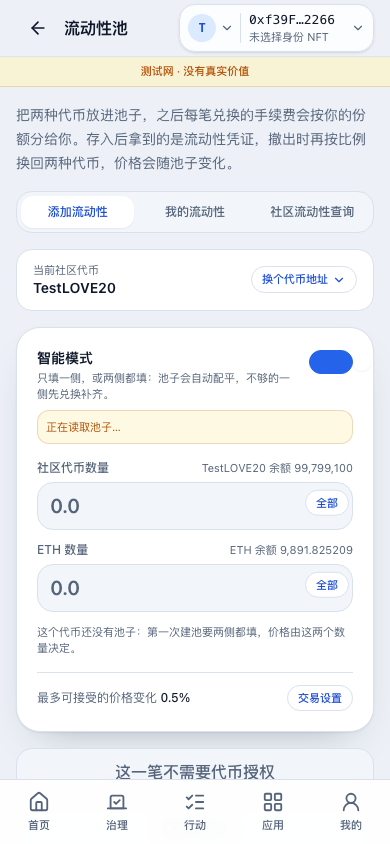 流动性池
T
0xf39F…2266
未选择身份 NFT
测试网 · 没有真实价值
把两种代币放进池子，之后每笔兑换的手续费会按你的份
额分给你。存入后拿到的是流动性凭证，撤出时再按比例
换回两种代币，价格会随池子变化。
添加流动性
我的流动性
社区流动性查询
当前社区代币
TestLOVE20
换个代币地址
智能模式
只填一侧，或两侧都填：池子会自动配平，不够的一
侧先兑换补齐。
正在读取池子…
社区代币数量
TestLOVE20 余额 99,799,100
0.0
全部
ETH 数量
ETH 余额 9,891.825209
0.0
全部
这个代币还没有池子：第一次建池要两侧都填，价格由这两个数
量决定。
最多可接受的价格变化 0.5%
交易设置
这一笔不需要代币授权
首页
治理
行动
应用
我的